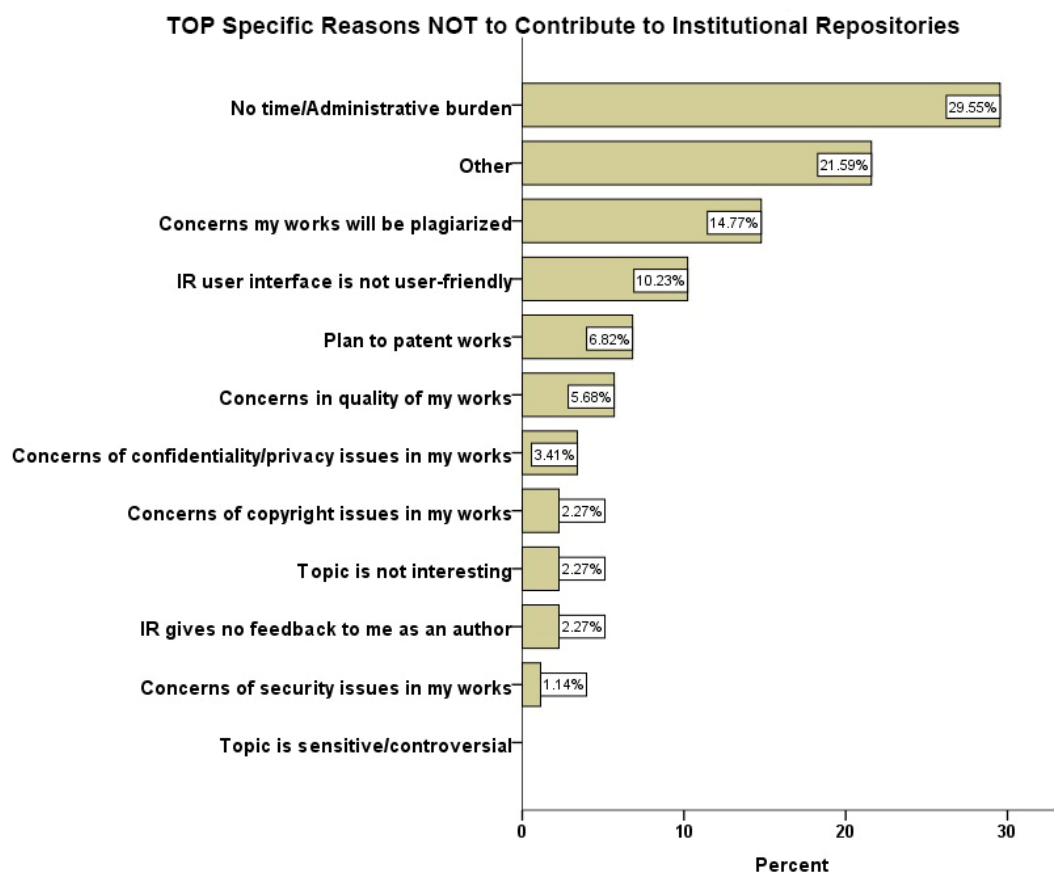 TOP Specific Reasons NOT to Contribute to Institutional Repositories
No time/Administrative burden
29.55%
Other
21.59%
Concerns my works will be plagiarized
14.77%
IR user interface is not user-friendly
10.23%
Plan to patent works
6.82%
Concerns in quality of my works
5.68%
Concerns of confidentiality/privacy issues in my works
3.41%
Concerns of copyright issues in my works
2.27%
Topic is not interesting
2.27%
IR gives no feedback to me as an author
2.27%
Concerns of security issues in my works
1.14%
Topic is sensitive/controversial
0 10 20 30
Percent